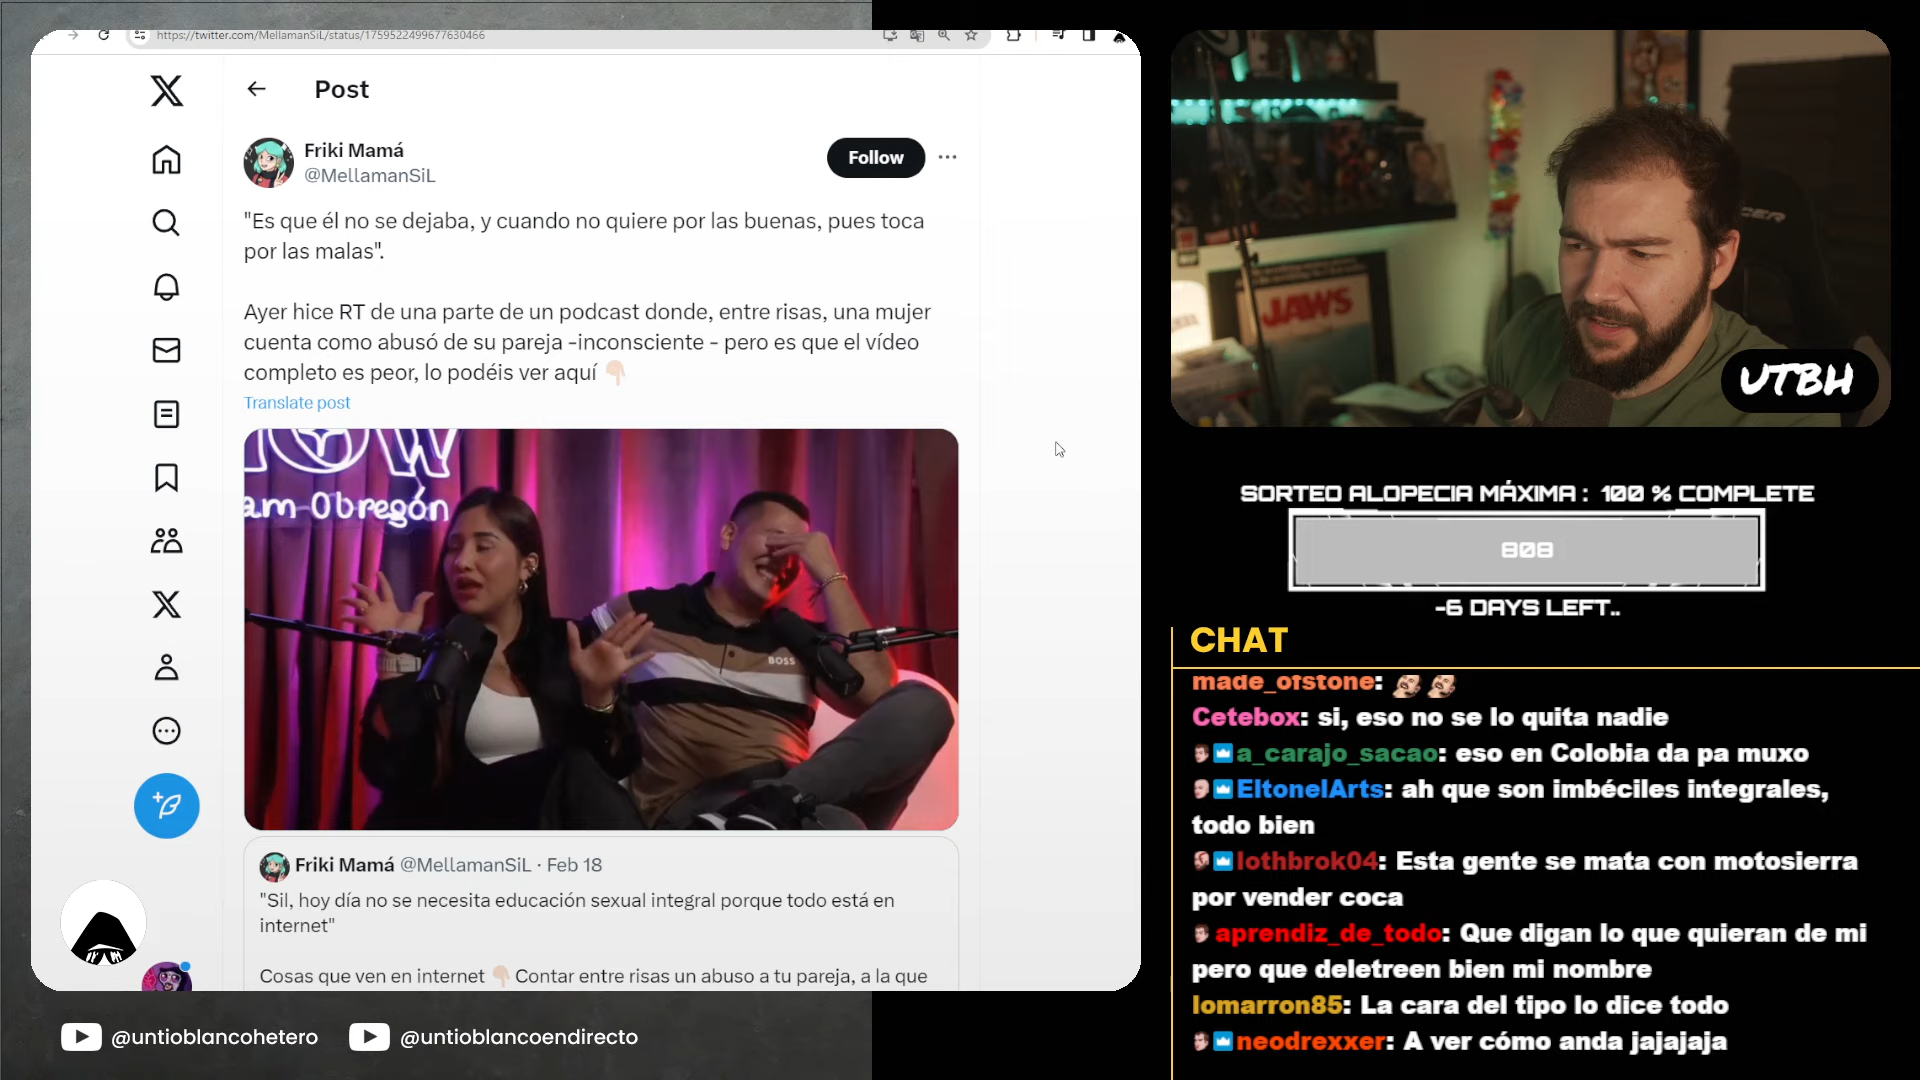 https://twitter.com/MellamanSiL/status/1759522499677630466
Post
Friki Mamá
@MellamanSiL
Follow
"Es que él no se dejaba, y cuando no quiere por las buenas, pues toca
por las malas".
Ayer hice RT de una parte de un podcast donde, entre risas, una mujer
cuenta como abusó de su pareja -inconsciente - pero es que el vídeo
completo es peor, lo podéis ver aquí
Translate post
am Obregón
BOSS
Friki Mamá @MellamanSiL · Feb 18
"Sil, hoy día no se necesita educación sexual integral porque todo está en
internet"
Cosas que ven en internet Contar entre risas un abuso a tu pareja, a la que
@untioblancohetero
@untioblancoendirecto
JAWS
UTBH
SORTEO ALOPECIA MÁXIMA : 100 % COMPLETE
808
-6 DAYS LEFT..
CHAT
made_ofstone:
Cetebox: si, eso no se lo quita nadie
a_carajo_sacao: eso en Colobia da pa muxo
EltonelArts: ah que son imbéciles integrales,
todo bien
lothbrok04: Esta gente se mata con motosierra
por vender coca
aprendiz_de_todo: Que digan lo que quieran de mi
pero que deletreen bien mi nombre
lomarron85: La cara del tipo lo dice todo
neodrexxer: A ver cómo anda jajajaja